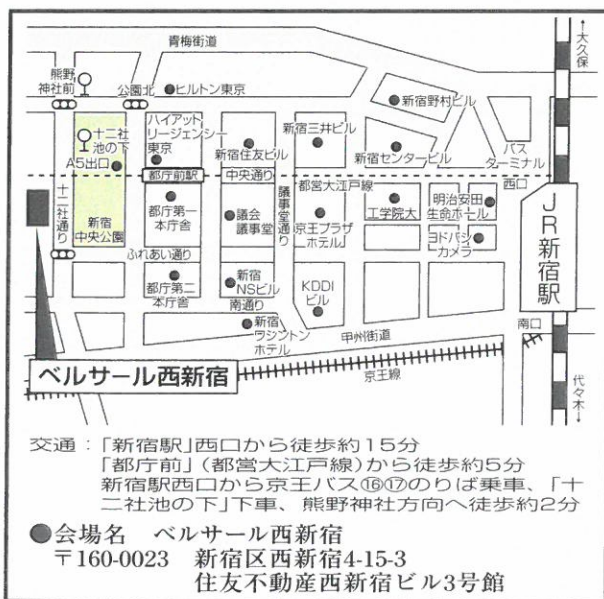 青梅街道
↑大久保
熊野
神社前
公園北
ヒルトン東京
新宿野村ビル
十二社
池の下
A5出口
ハイアット
リージェンシー
東京
新宿住友ビル
新宿三井ビル
新宿センタービル
バス
ターミナル
都庁前駅
中央通り
西口
十二社通り
新宿
中央公園
都庁第一
本庁舎
議会
議事堂
議事堂通り
都営大江戸線
京王プラザ
ホテル
工学院大
明治安田
生命ホール
ヨドバシ
カメラ
JR新宿駅
ふれあい通り
都庁第二
本庁舎
新宿
NSビル
KDDI
ビル
南通り
新宿
ワシントン
ホテル
甲州街道
南口
ベルサール西新宿
京王線
代々木↓
交通：「新宿駅」西口から徒歩約15分
「都庁前」（都営大江戸線）から徒歩約5分
新宿駅西口から京王バス⑯⑰のりば乗車、「十
二社池の下」下車、熊野神社方向へ徒歩約2分
●会場名　ベルサール西新宿
〒160-0023　新宿区西新宿4-15-3
住友不動産西新宿ビル3号館